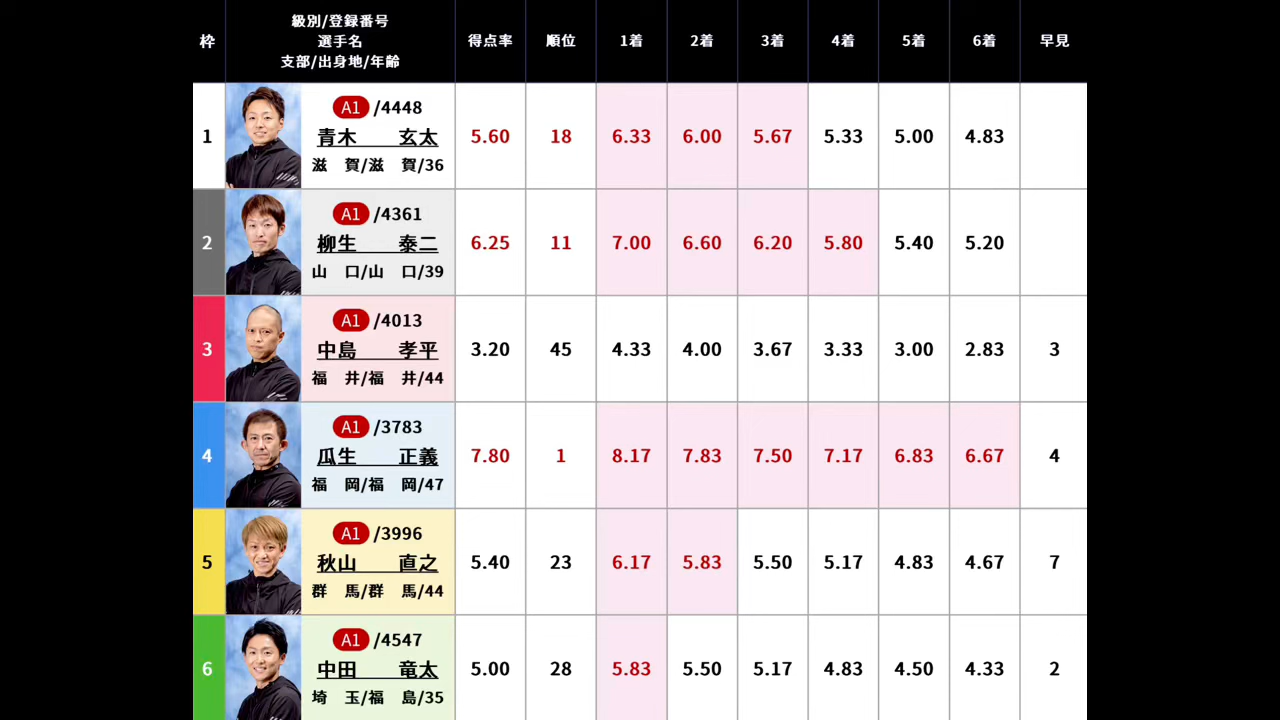 枠 級別/登録番号 得点率 順位 1着 2着 3着 4着 5着 6着 早見
選手名
支部/出身地/年齢
A1 /4448
1 青木 玄太 5.60 18 6.33 6.00 5.67 5.33 5.00 4.83
滋 賀/滋 賀/36
A1 /4361
2 柳生 泰二 6.25 11 7.00 6.60 6.20 5.80 5.40 5.20
山 口/山 口/39
A1 /4013
3 中島 孝平 3.20 45 4.33 4.00 3.67 3.33 3.00 2.83 3
福 井/福 井/44
A1 /3783
4 瓜生 正義 7.80 1 8.17 7.83 7.50 7.17 6.83 6.67 4
福 岡/福 岡/47
A1 /3996
5 秋山 直之 5.40 23 6.17 5.83 5.50 5.17 4.83 4.67 7
群 馬/群 馬/44
A1 /4547
6 中田 竜太 5.00 28 5.83 5.50 5.17 4.83 4.50 4.33 2
埼 玉/福 島/35